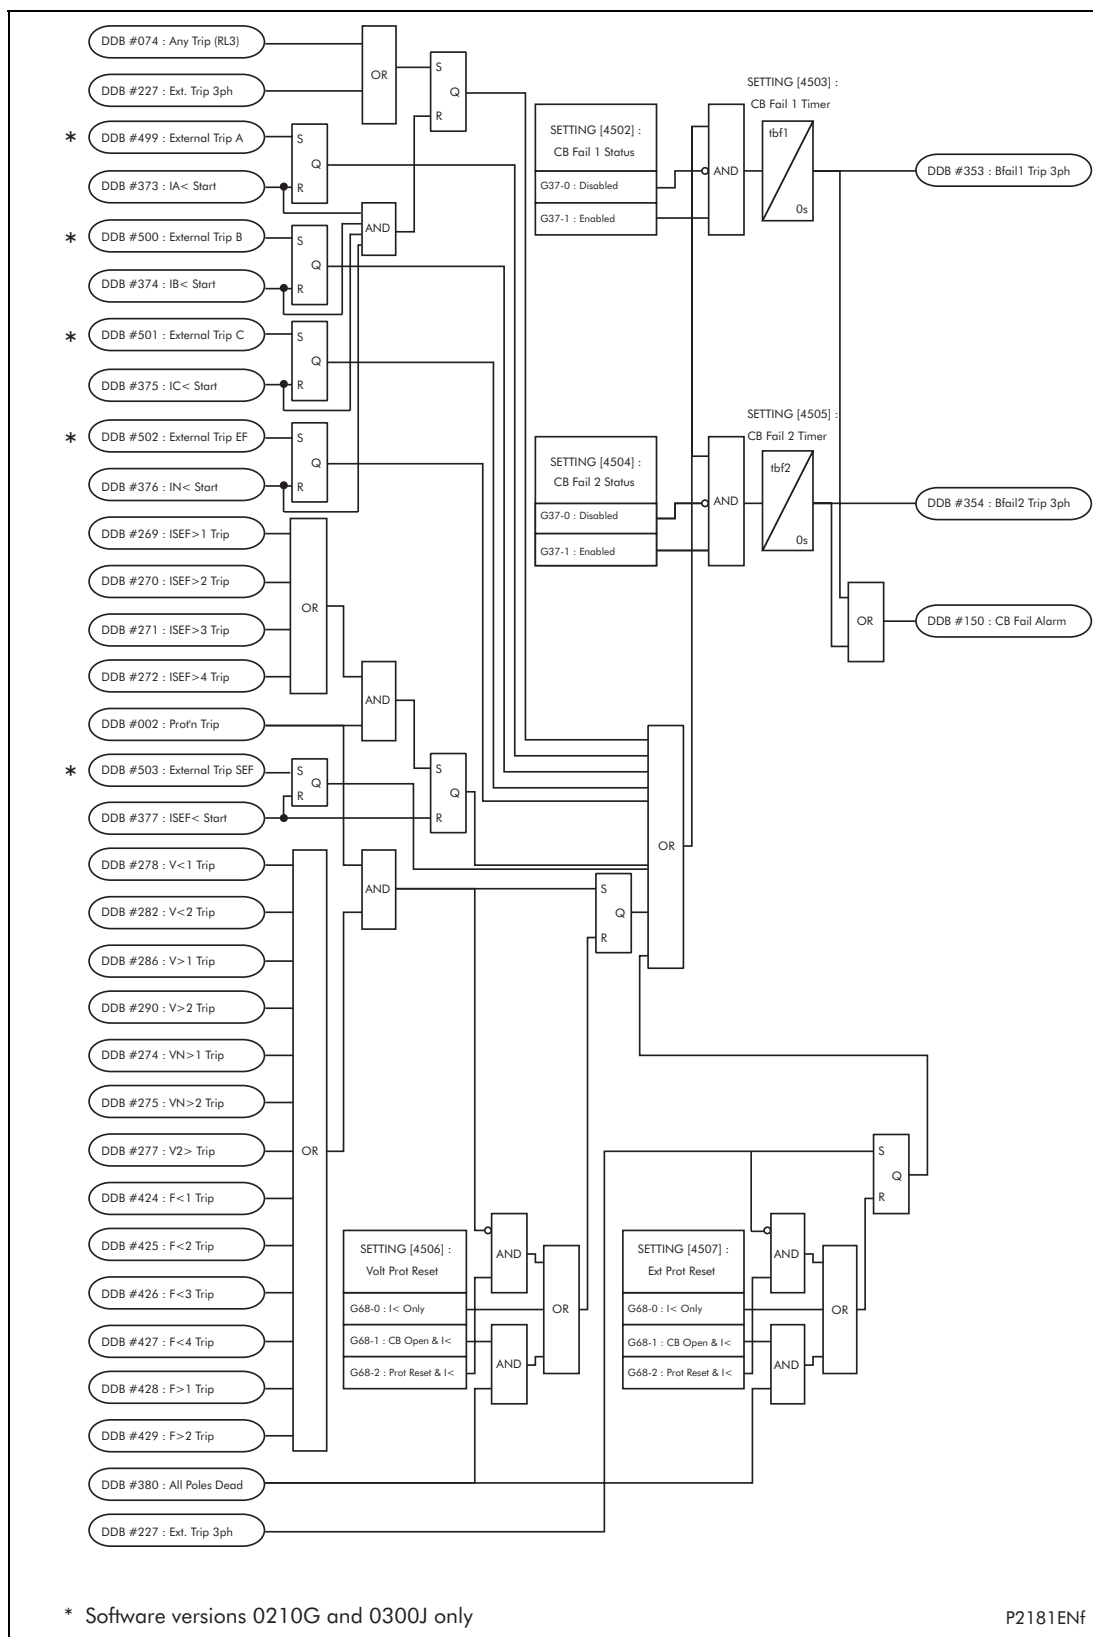 DDB #074 : Any Trip (RL3)
OR
S
Q
R
DDB #227 : Ext. Trip 3ph
* DDB #499 : External Trip A
S
Q
R
DDB #373 : IA< Start
AND
* DDB #500 : External Trip B
S
Q
R
DDB #374 : IB< Start
* DDB #501 : External Trip C
S
Q
R
DDB #375 : IC< Start
* DDB #502 : External Trip EF
S
Q
R
DDB #376 : IN< Start
DDB #269 : ISEF>1 Trip
DDB #270 : ISEF>2 Trip
OR
DDB #271 : ISEF>3 Trip
DDB #272 : ISEF>4 Trip
AND
DDB #002 : Prot'n Trip
* DDB #503 : External Trip SEF
S
Q
R
S
Q
R
DDB #377 : ISEF< Start
DDB #278 : V<1 Trip
AND
DDB #282 : V<2 Trip
DDB #286 : V>1 Trip
DDB #290 : V>2 Trip
DDB #274 : VN>1 Trip
DDB #275 : VN>2 Trip
DDB #277 : V2> Trip
OR
DDB #424 : F<1 Trip
DDB #425 : F<2 Trip
DDB #426 : F<3 Trip
DDB #427 : F<4 Trip
DDB #428 : F>1 Trip
DDB #429 : F>2 Trip
DDB #380 : All Poles Dead
DDB #227 : Ext. Trip 3ph
SETTING [4502] :
CB Fail 1 Status
G37-0 : Disabled
G37-1 : Enabled
AND
SETTING [4503] :
CB Fail 1 Timer
tbf1
0s
DDB #353 : Bfail1 Trip 3ph
SETTING [4504] :
CB Fail 2 Status
G37-0 : Disabled
G37-1 : Enabled
AND
SETTING [4505] :
CB Fail 2 Timer
tbf2
0s
DDB #354 : Bfail2 Trip 3ph
OR
DDB #150 : CB Fail Alarm
OR
S
Q
R
S
Q
R
SETTING [4506] :
Volt Prot Reset
G68-0 : I< Only
G68-1 : CB Open & I<
G68-2 : Prot Reset & I<
AND
OR
AND
SETTING [4507] :
Ext Prot Reset
G68-0 : I< Only
G68-1 : CB Open & I<
G68-2 : Prot Reset & I<
AND
OR
AND
* Software versions 0210G and 0300J only
P2181ENf